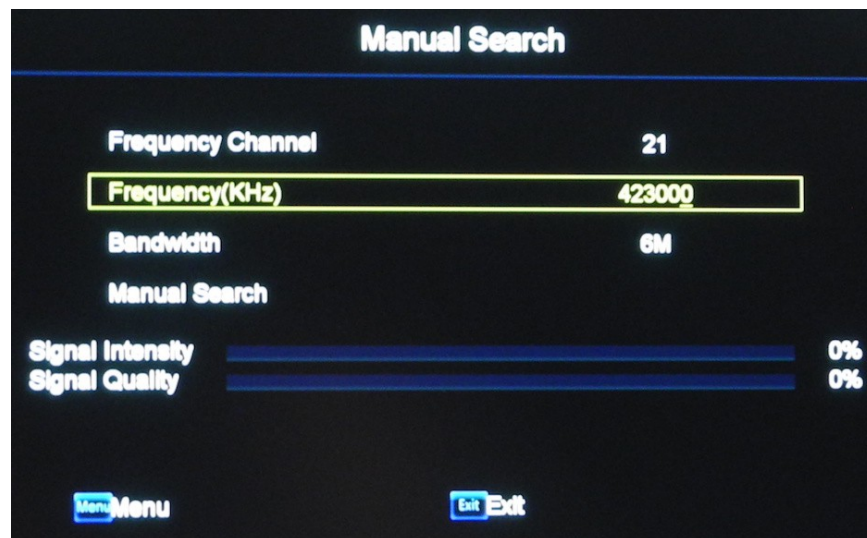 Manual Search
Frequency Channel 21
Frequency(KHz) 423000
Bandwidth 6M
Manual Search
Signal Intensity 0%
Signal Quality 0%
Menu Menu Exit Exit